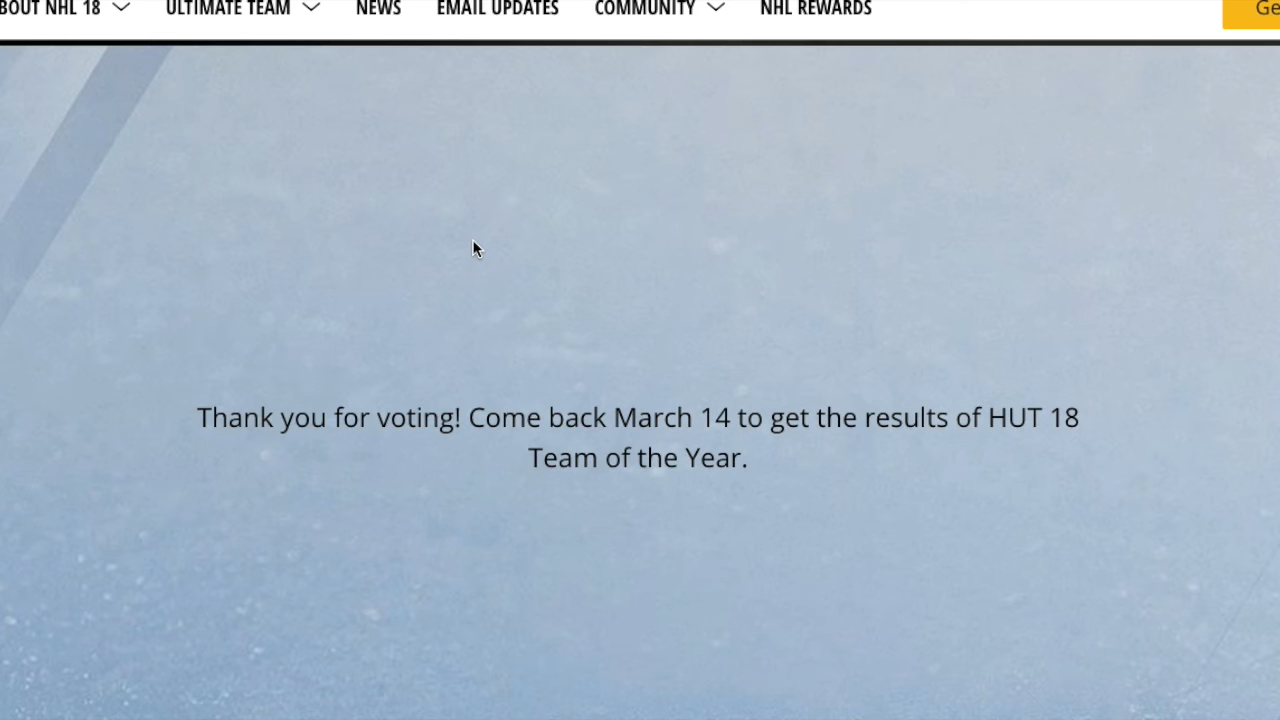 BOUT NHL 18 ULTIMATE TEAM NEWS EMAIL UPDATES COMMUNITY NHL REWARDS Ge
Thank you for voting! Come back March 14 to get the results of HUT 18
Team of the Year.